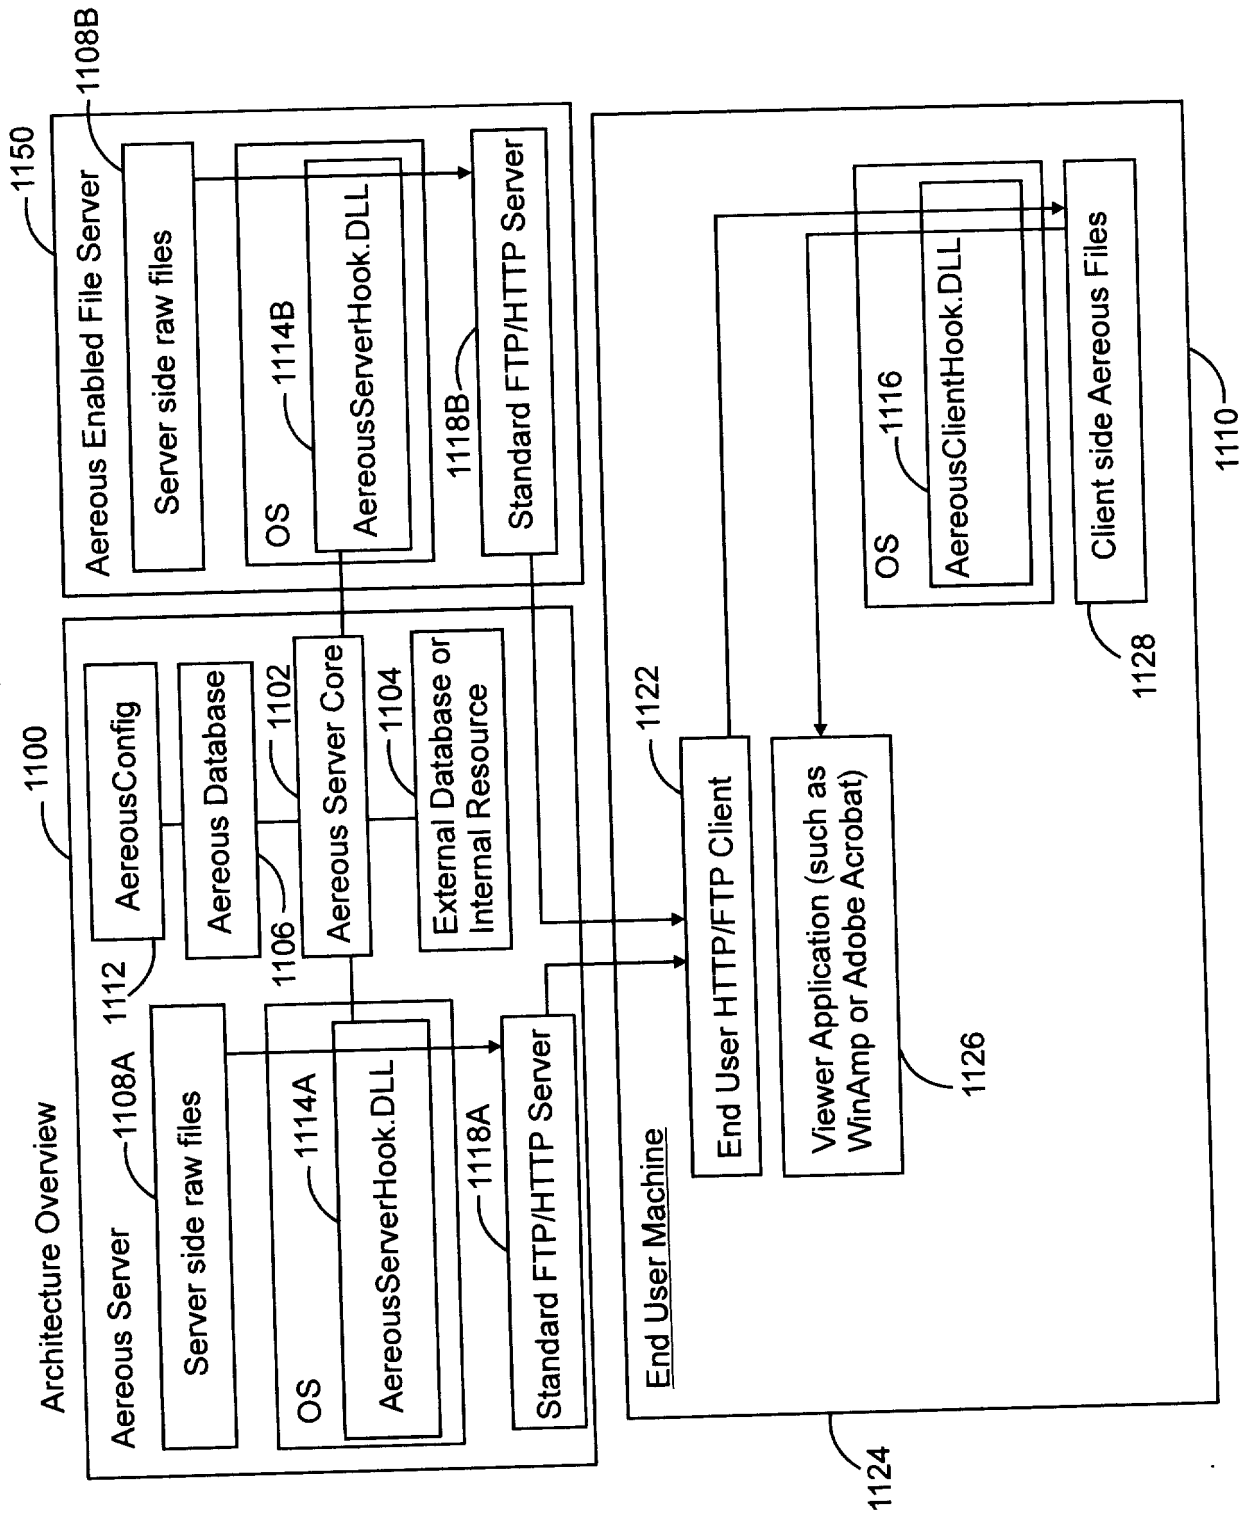 Architecture Overview
1100
Aereous Server
1108A
Server side raw files
OS
1114A
AereousServerHook.DLL
1118A
Standard FTP/HTTP Server
1112
AereousConfig
Aereous Database
1106
1102
Aereous Server Core
1104
External Database or
Internal Resource
1150
Aereous Enabled File Server
1108B
Server side raw files
OS
1114B
AereousServerHook.DLL
1118B
Standard FTP/HTTP Server
End User Machine
1122
End User HTTP/FTP Client
Viewer Application (such as
WinAmp or Adobe Acrobat)
1126
OS
1116
AereousClientHook.DLL
Client side Aereous Files
1128
1124
1110